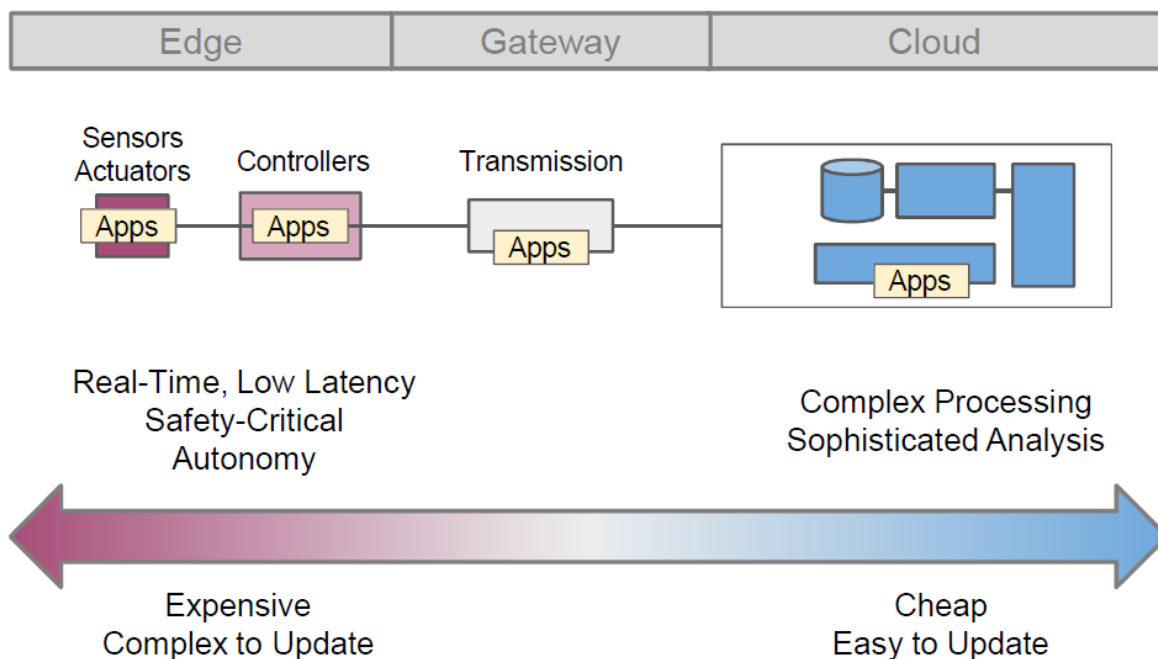 Edge
Gateway
Cloud
Sensors
Actuators
Controllers
Transmission
Apps
Apps
Apps
Apps
Real-Time, Low Latency
Safety-Critical
Autonomy
Complex Processing
Sophisticated Analysis
Expensive
Complex to Update
Cheap
Easy to Update